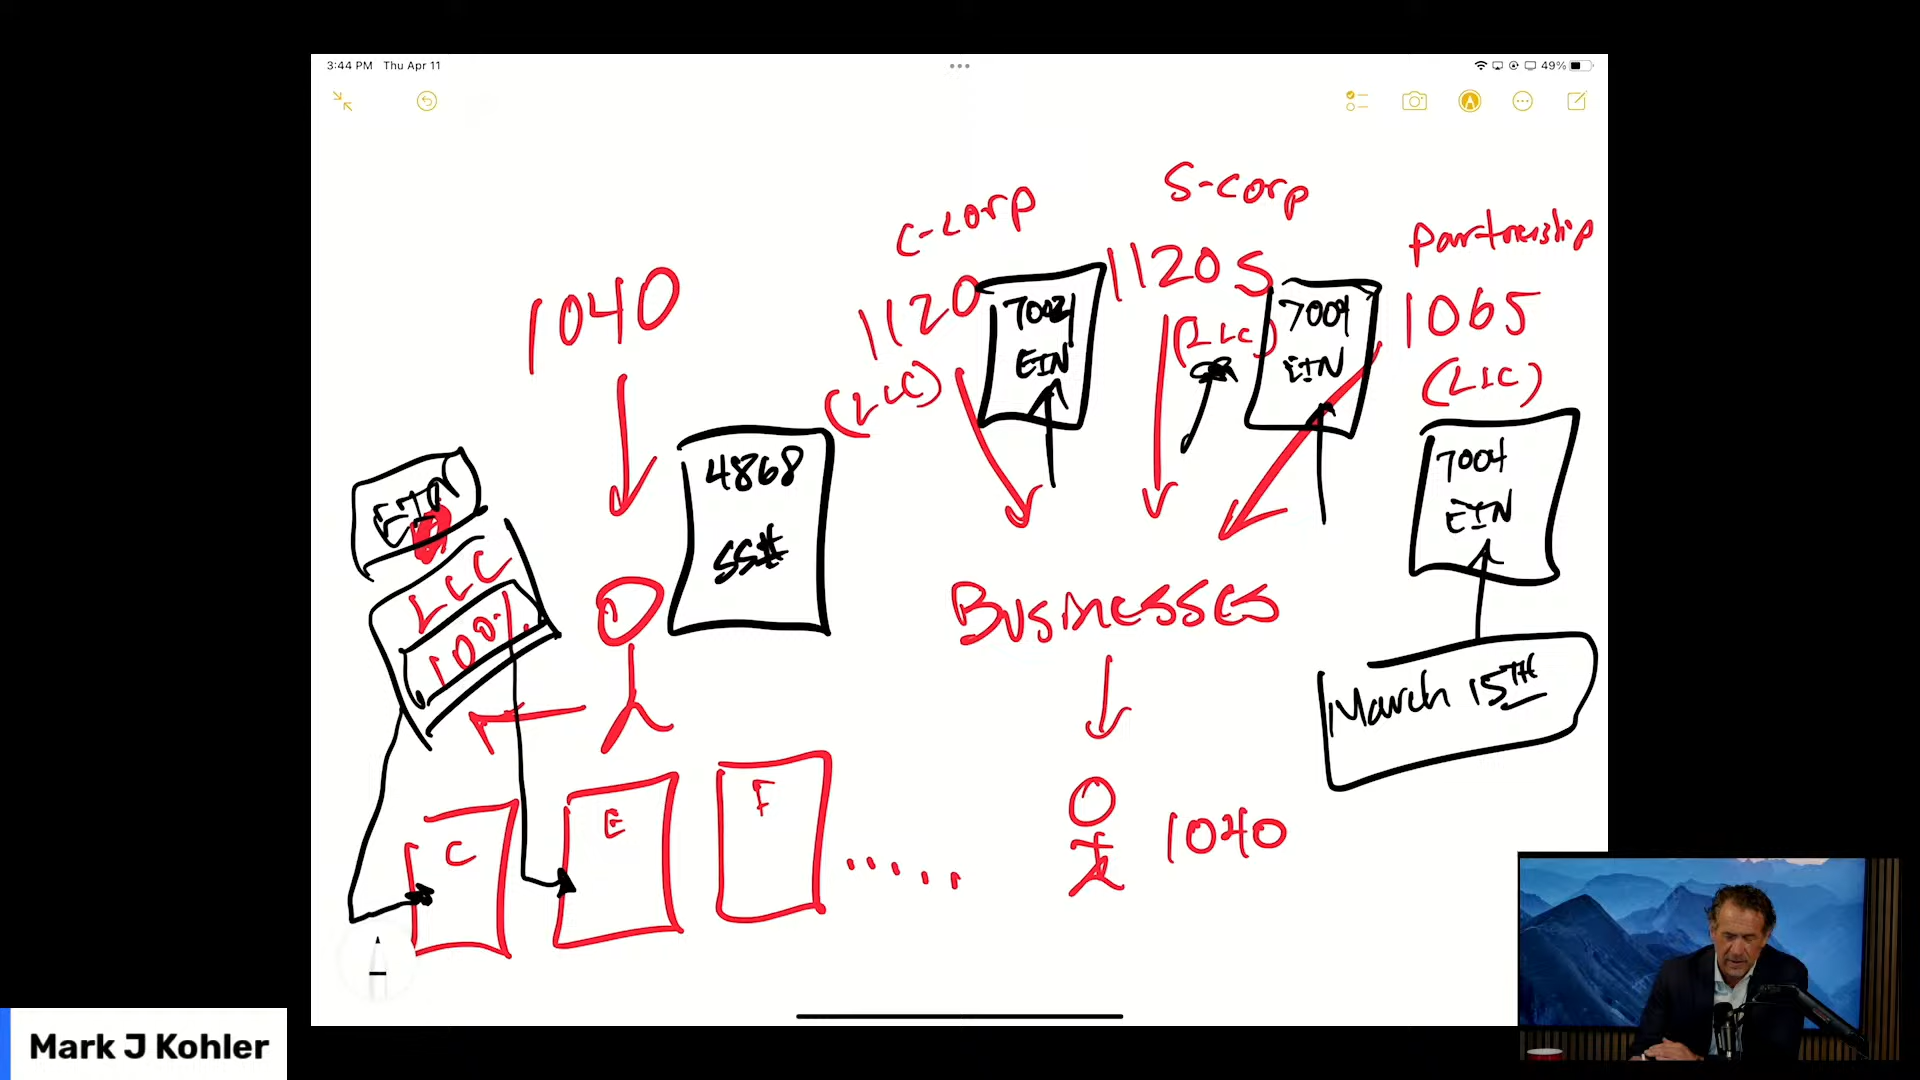 3:44 PM Thu Apr 11
49%
S-corp
C-corp
partnership
1040
1120
7004
EIN
1120S
7004
EIN
1065
(LLC)
(LLC)
(LLC)
4868
SS#
7004
EIN
EIN
LLC
100%
BUSINESSES
March 15TH
C
E
F
.....
1040
Mark J Kohler